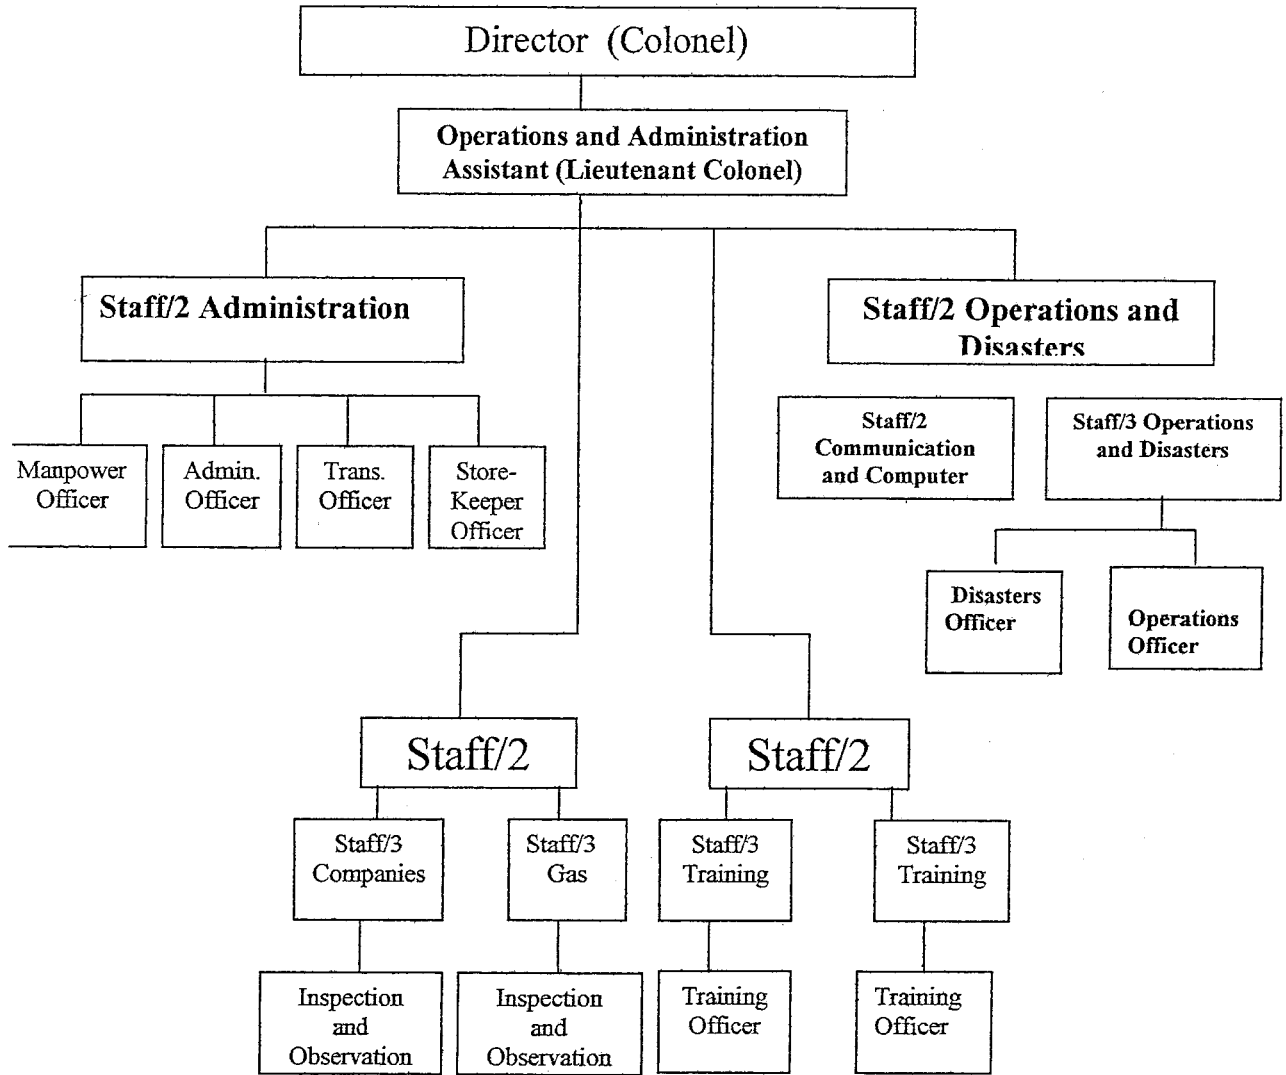 Director (Colonel)
Operations and Administration
Assistant (Lieutenant Colonel)
Staff/2 Administration
Staff/2 Operations and
Disasters
Staff/2
Communication
and Computer
Staff/3 Operations
and Disasters
Manpower
Officer
Admin.
Officer
Trans.
Officer
Store-
Keeper
Officer
Disasters
Officer
Operations
Officer
Staff/2
Staff/2
Staff/3
Companies
Staff/3
Gas
Staff/3
Training
Staff/3
Training
Inspection
and
Observation
Inspection
and
Observation
Training
Officer
Training
Officer